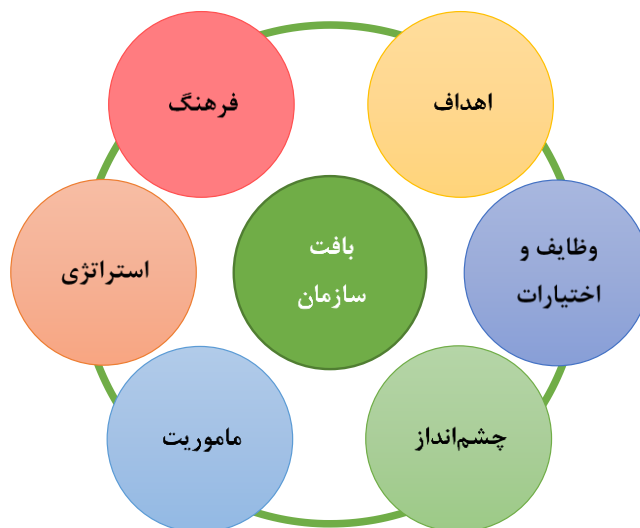 اهداف
فرهنگ
وظایف و
اختیارات
بافت
سازمان
استراتژی
چشم‌انداز
ماموریت